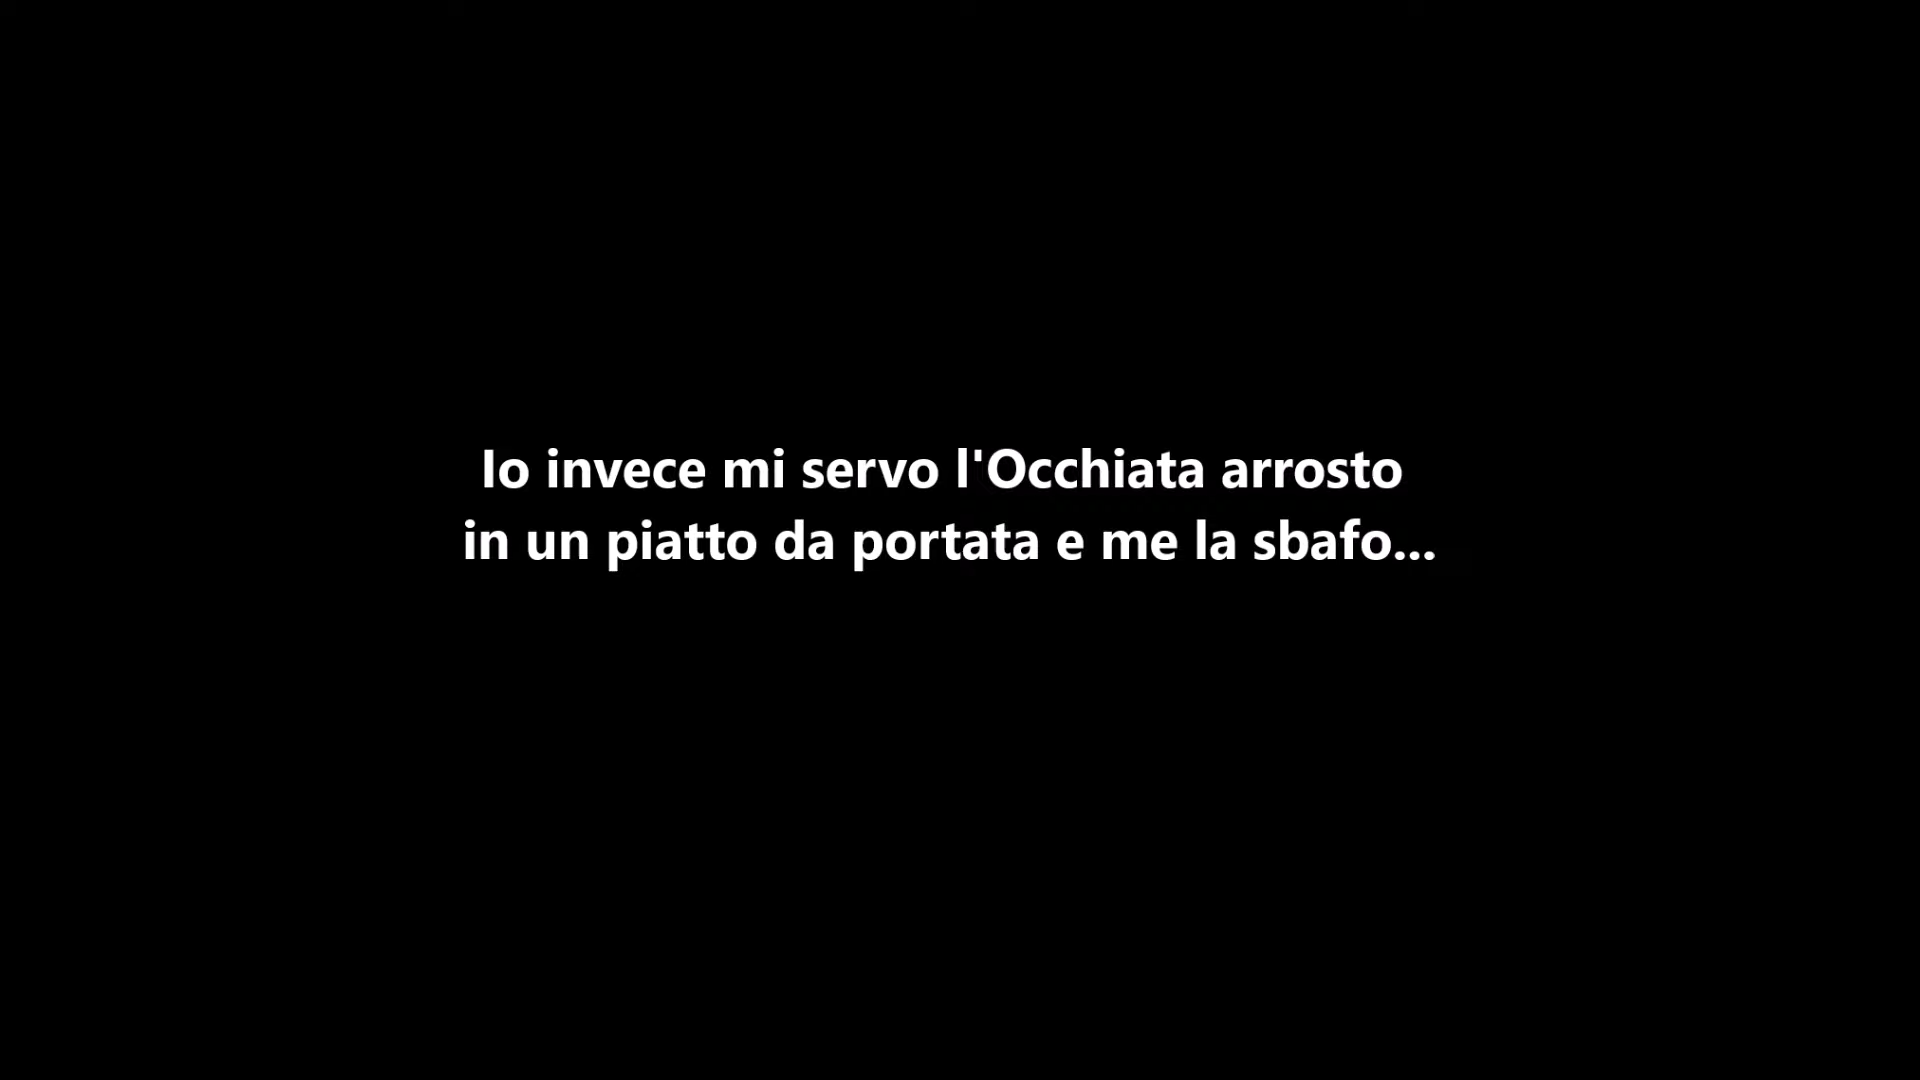 Io invece mi servo l'Occhiata arrosto
in un piatto da portata e me la sbafo...